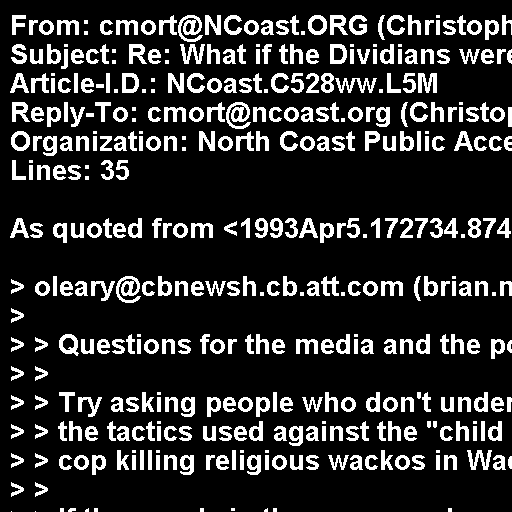 From: cmort@NCoast.ORG (Christoph
Subject: Re: What if the Dividians were
Article-I.D.: NCoast.C528ww.L5M
Reply-To: cmort@ncoast.org (Christop
Organization: North Coast Public Acce
Lines: 35

As quoted from <1993Apr5.172734.874

> oleary@cbnewsh.cb.att.com (brian.n
>
> > Questions for the media and the po
> >
> > Try asking people who don't under
> > the tactics used against the "child
> > cop killing religious wackos in Wac
> >